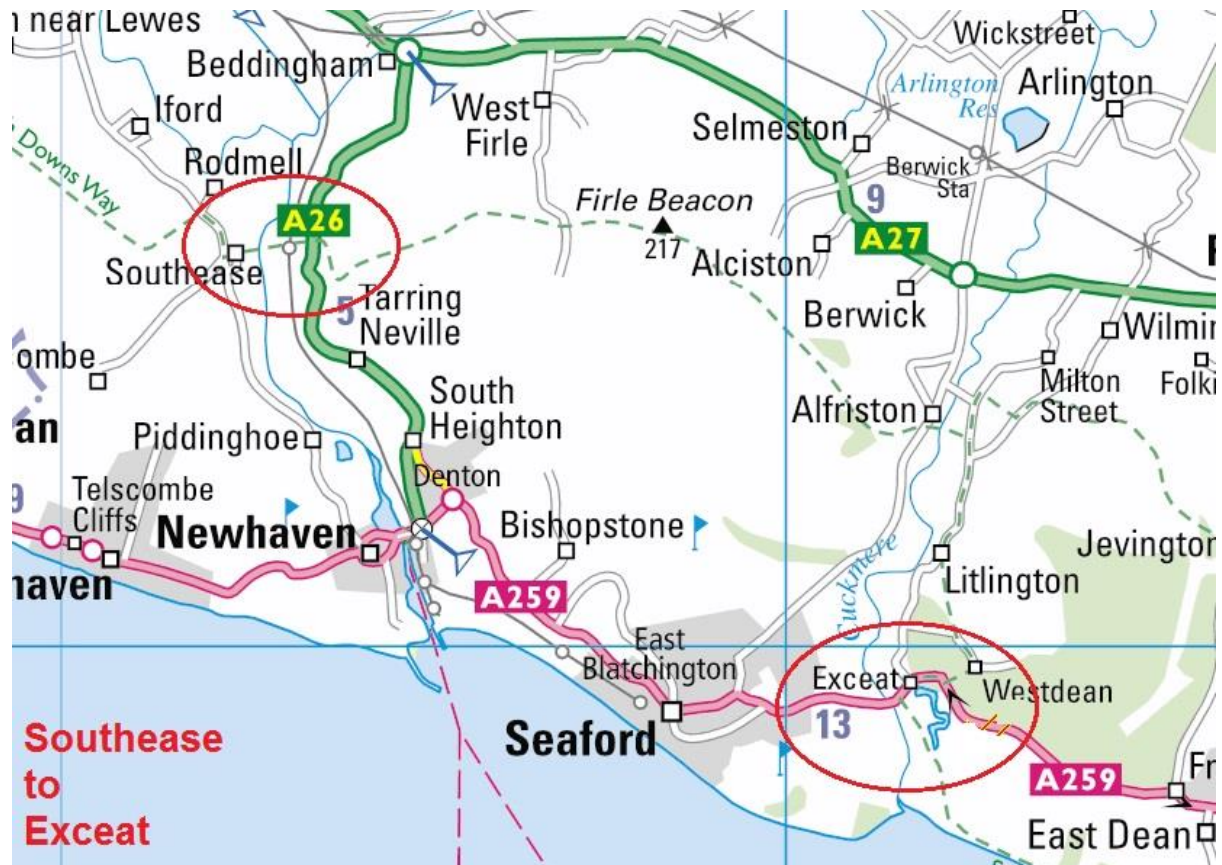 n near Lewes
Beddingham
Iford
Rodmell
Downs Way
A26
Southease
West
Firle
Wickstreet
Arlington
Res
Arlington
Selmeston
Berwick
Sta
Firle Beacon
217
9
A27
Alciston
Berwick
5
Tarring
Neville
ombe
an
Piddinghoe
South
Heighton
Denton
Wilmin
Milton
Street
Folki
Alfriston
9
Telscombe
Cliffs
Newhaven
haven
Bishopstone
A259
Cuckmere
Jevington
Litlington
East
Blatchington
Seaford
Exceat
13
Westdean
A259
Fr
East Dean
Southease
to
Exceat